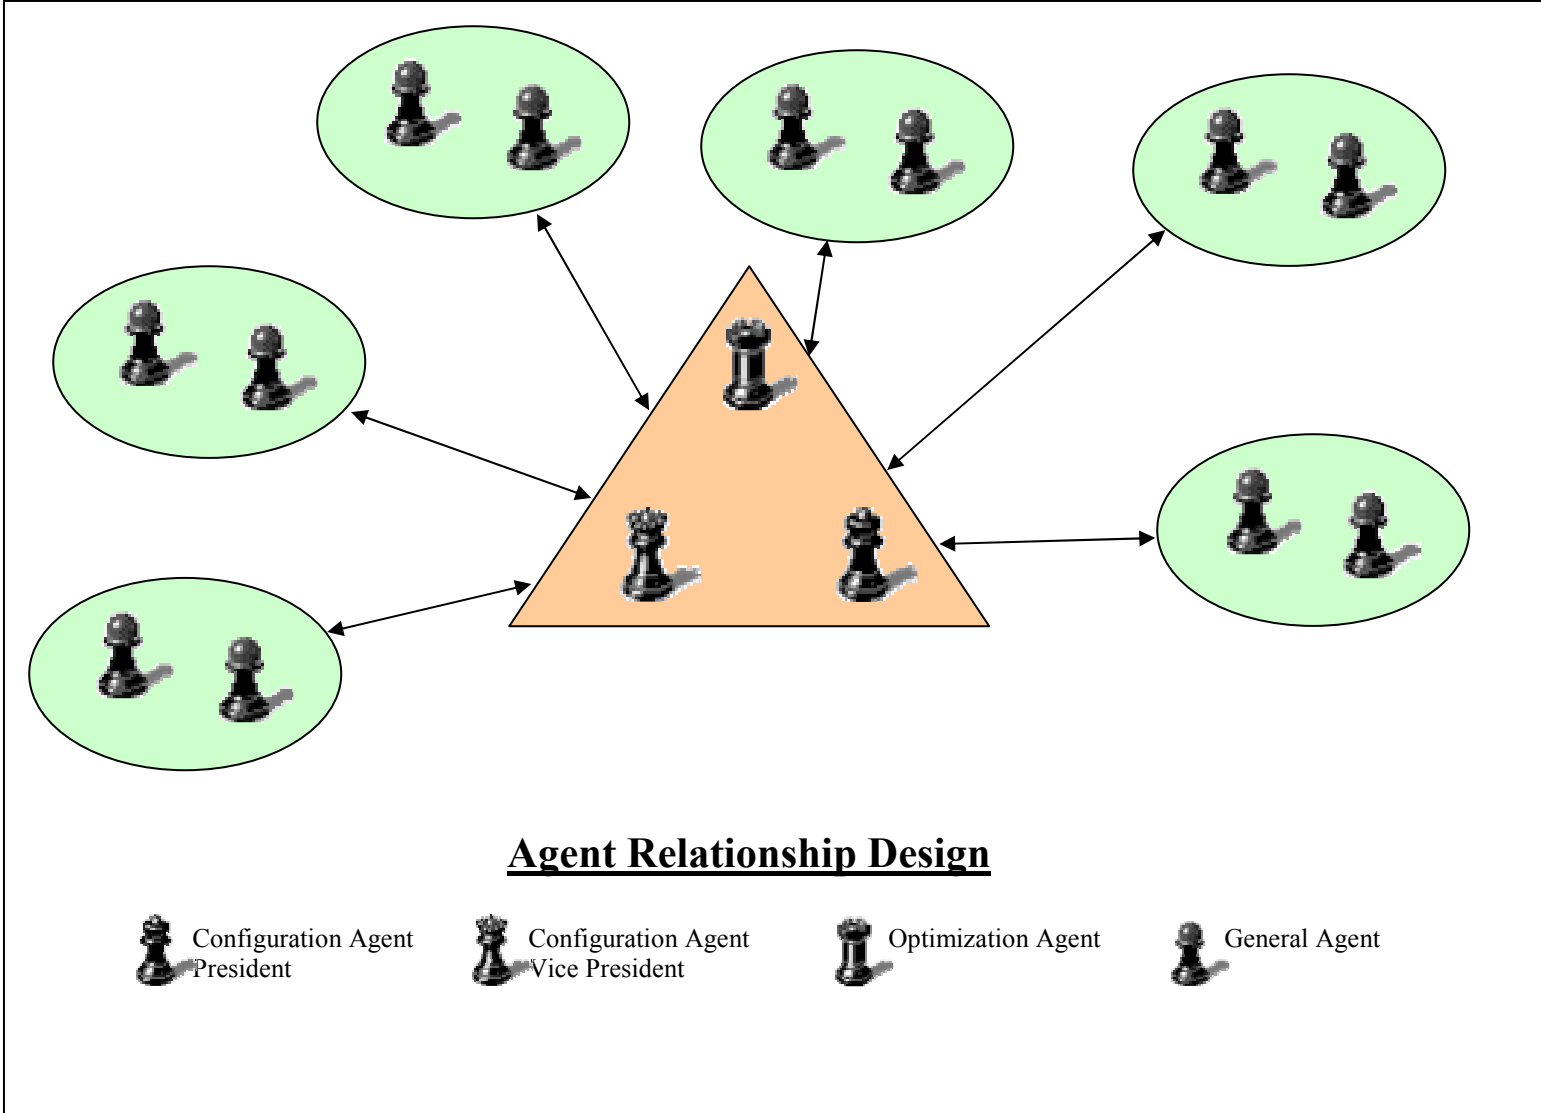 Agent Relationship Design
Configuration Agent
President
Configuration Agent
Vice President
Optimization Agent
General Agent